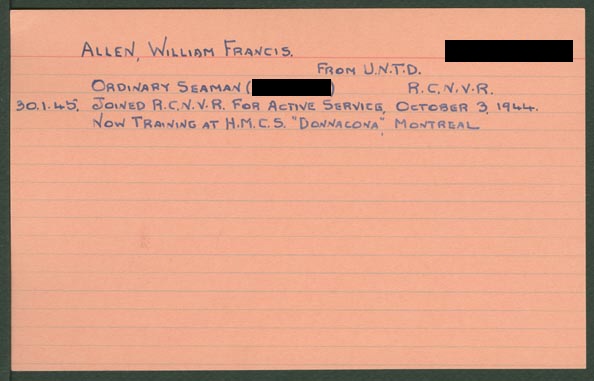 ALLEN, WILLIAM FRANCIS.
FROM U.N.T.D.
ORDINARY SEAMAN ( ) R.C.N.V.R.
30.1.45. JOINED R.C.N.V.R. FOR ACTIVE SERVICE, OCTOBER 3, 1944.
NOW TRAINING AT H.M.C.S. "DONNACONA", MONTREAL